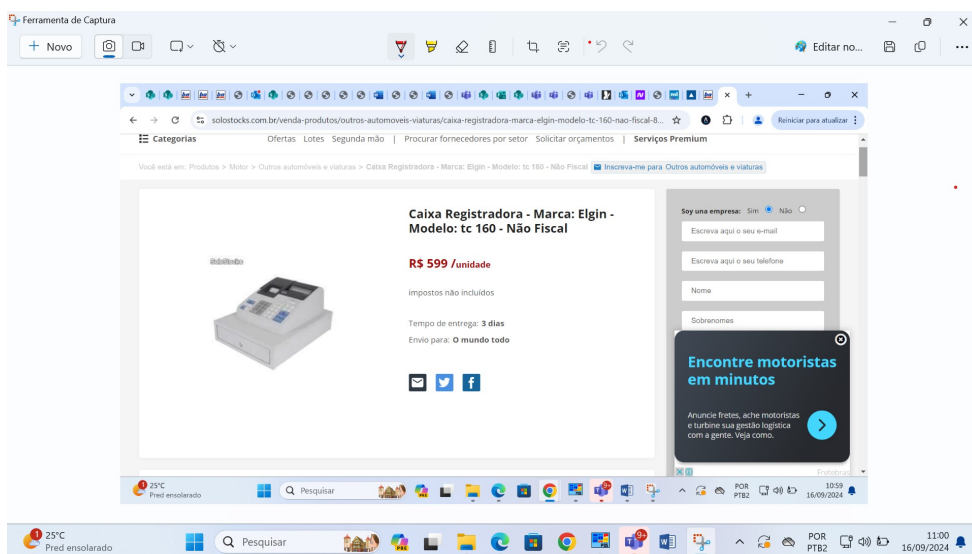 Ferramenta de Captura
Novo
Editar no...
solostocks.com.br/venda-produtos/outros-automoveis-viaturas/caixa-registradora-marca-elgin-modelo-tc-160-nao-fiscal-8...
Reiniciar para atualizar
Categorias Ofertas Lotes Segunda mão | Procurar fornecedores por setor Solicitar orçamentos | Serviços Premium
Você está em: Produtos > Motor > Outros automóveis e viaturas > Caixa Registradora - Marca: Elgin - Modelo: tc 160 - Não Fiscal Inscreva-me para Outros automóveis e viaturas
Caixa Registradora - Marca: Elgin -
Modelo: tc 160 - Não Fiscal
R$ 599 /unidade
impostos não incluídos
Tempo de entrega: 3 dias
Envio para: O mundo todo
SoloStocks
Soy una empresa: Sim Não
Escreva aqui o seu e-mail
Escreva aqui o seu telefone
Nome
Sobrenomes
Encontre motoristas
em minutos
Anuncie fretes, ache motoristas
e turbine sua gestão logística
com a gente. Veja como.
Fretebras
25°C
Pred ensolarado
Pesquisar
POR
PTB2
10:59
16/09/2024
25°C
Pred ensolarado
Pesquisar
POR
PTB2
11:00
16/09/2024